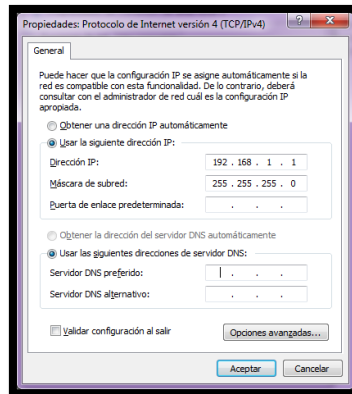 Propiedades: Protocolo de Internet versión 4 (TCP/IPv4)
General
Puede hacer que la configuración IP se asigne automáticamente si la
red es compatible con esta funcionalidad. De lo contrario, deberá
consultar con el administrador de red cuál es la configuración IP
apropiada.
Obtener una dirección IP automáticamente
Usar la siguiente dirección IP:
Dirección IP: 192 . 168 . 1 . 1
Máscara de subred: 255 . 255 . 255 . 0
Puerta de enlace predeterminada: . . .
Obtener la dirección del servidor DNS automáticamente
Usar las siguientes direcciones de servidor DNS:
Servidor DNS preferido: . . .
Servidor DNS alternativo: . . .
Validar configuración al salir
Opciones avanzadas...
Aceptar Cancelar